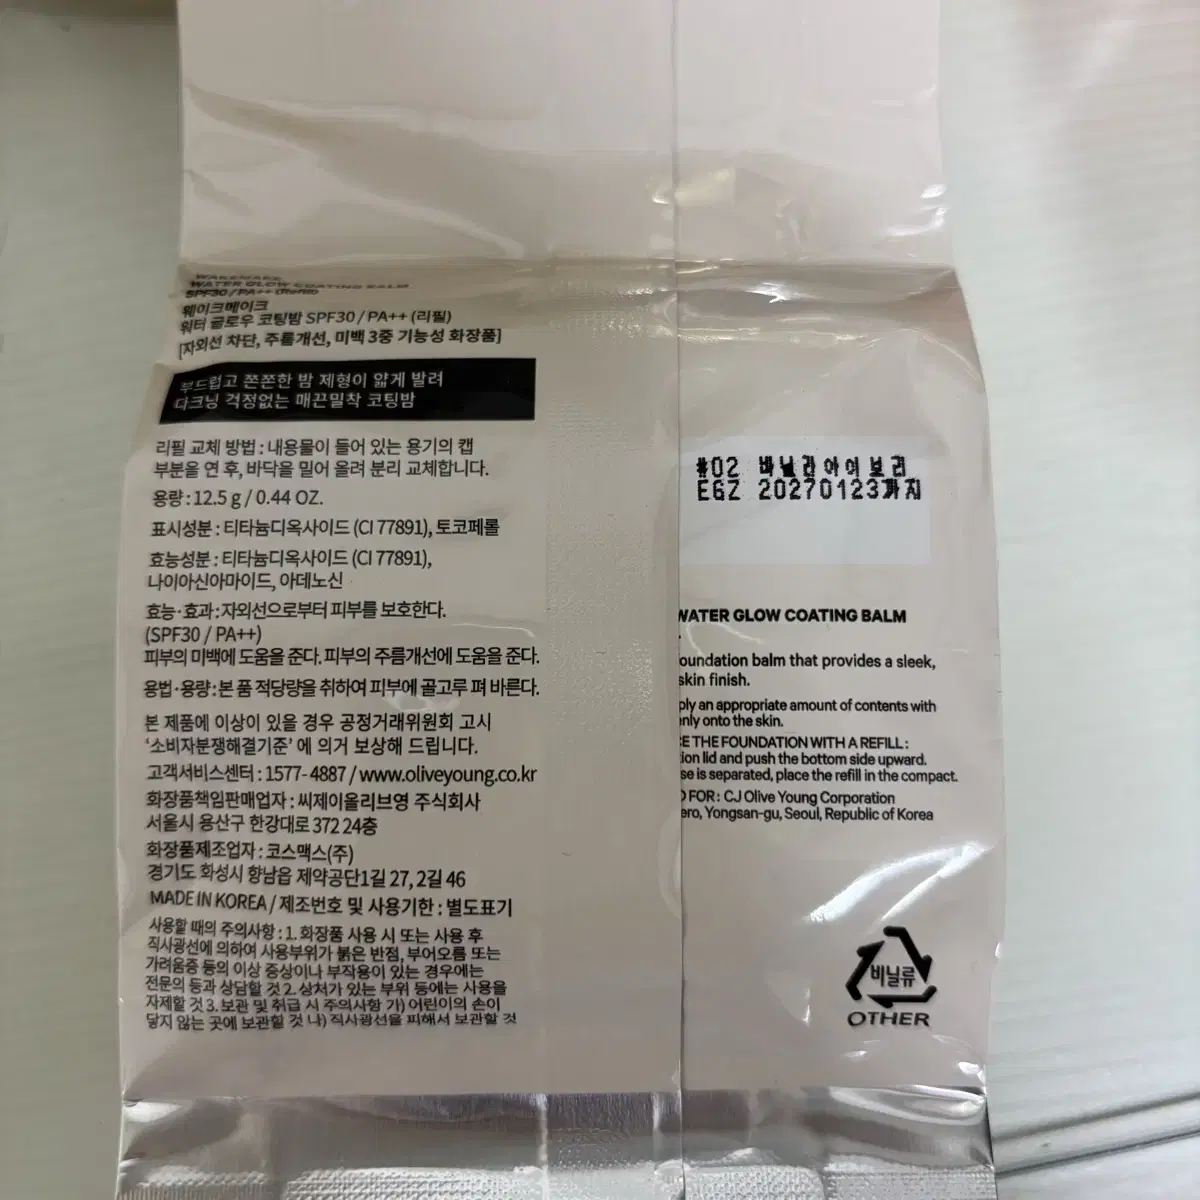 WAKEMAKE
WATER GLOW COATING BALM
SPF30 / PA++ (Refill)
웨이크메이크
워터 글로우 코팅밤 SPF30 / PA++ (리필)
[자외선 차단, 주름개선, 미백 3중 기능성 화장품]
부드럽고 쫀쫀한 밤 제형이 얇게 발려
다크닝 걱정없는 매끈밀착 코팅밤
리필 교체 방법 : 내용물이 들어 있는 용기의 캡
부분을 연 후, 바닥을 밀어 올려 분리 교체합니다.
용량 : 12.5 g / 0.44 OZ.
표시성분 : 티타늄디옥사이드 (CI 77891), 토코페롤
효능성분 : 티타늄디옥사이드 (CI 77891),
나이아신아마이드, 아데노신
효능·효과 : 자외선으로부터 피부를 보호한다.
(SPF30 / PA++)
피부의 미백에 도움을 준다. 피부의 주름개선에 도움을 준다.
용법·용량 : 본 품 적당량을 취하여 피부에 골고루 펴 바른다.
본 제품에 이상이 있을 경우 공정거래위원회 고시
‘소비자분쟁해결기준’ 에 의거 보상해 드립니다.
고객서비스센터 : 1577- 4887 / www.oliveyoung.co.kr
화장품책임판매업자 : 씨제이올리브영 주식회사
서울시 용산구 한강대로 372 24층
화장품제조업자 : 코스맥스(주)
경기도 화성시 향남읍 제약공단1길 27, 2길 46
MADE IN KOREA / 제조번호 및 사용기한 : 별도표기
사용할 때의 주의사항 : 1. 화장품 사용 시 또는 사용 후
직사광선에 의하여 사용부위가 붉은 반점, 부어오름 또는
가려움증 등의 이상 증상이나 부작용이 있는 경우에는
전문의 등과 상담할 것 2. 상처가 있는 부위 등에는 사용을
자제할 것 3. 보관 및 취급 시 주의사항 가) 어린이의 손이
닿지 않는 곳에 보관할 것 나) 직사광선을 피해서 보관할 것
#02 바닐라아이보리
EGZ 20270123까지
WATER GLOW COATING BALM
oundation balm that provides a sleek,
skin finish.
ply an appropriate amount of contents with
nly onto the skin.
CE THE FOUNDATION WITH A REFILL :
ion lid and push the bottom side upward.
se is separated, place the refill in the compact.
D FOR : CJ Olive Young Corporation
ero, Yongsan-gu, Seoul, Republic of Korea
비닐류
OTHER